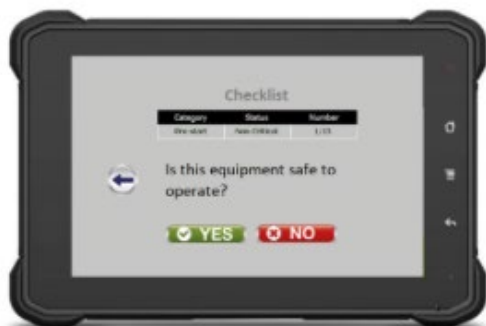 Checklist
Category Status Number
Pre-start Non-Critical 1/15
Is this equipment safe to
operate?
YES NO